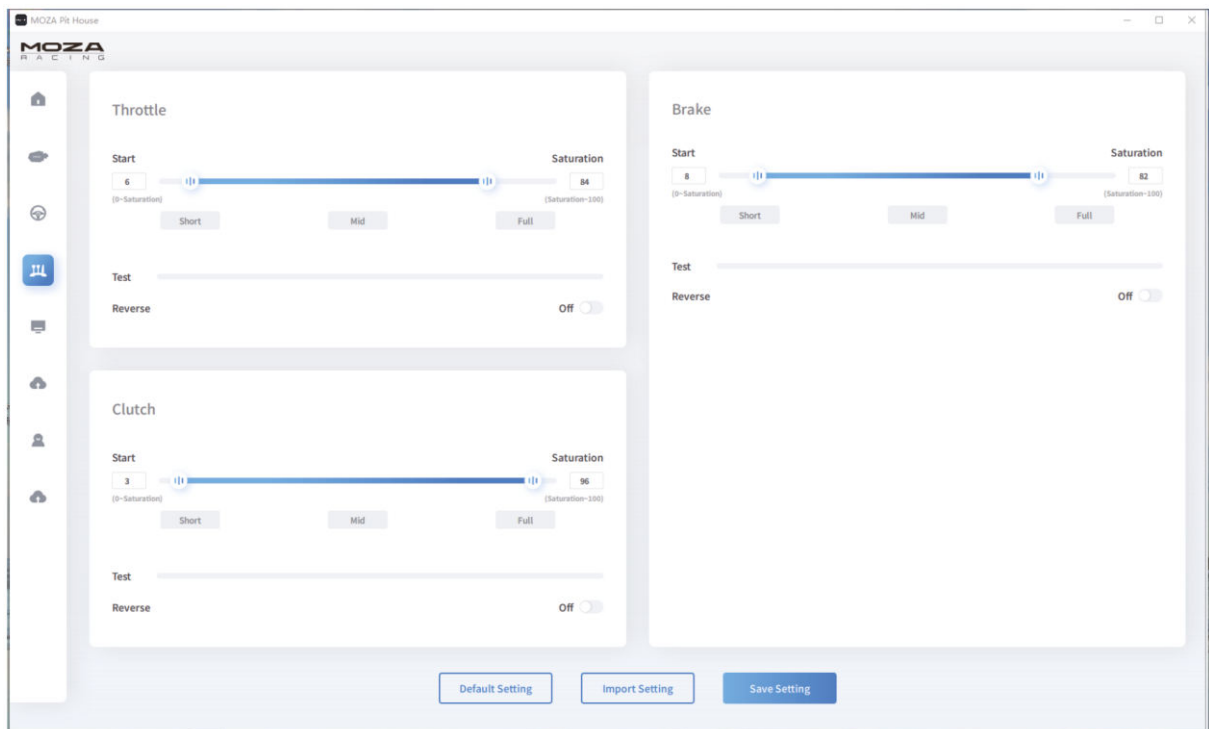 MOZA Pit House
MOZA
RACING
Throttle
Start Saturation
6 84
(0~Saturation) (Saturation~100)
Short Mid Full
Test
Reverse Off
Clutch
Start Saturation
3 96
(0~Saturation) (Saturation~100)
Short Mid Full
Test
Reverse Off
Brake
Start Saturation
8 82
(0~Saturation) (Saturation~100)
Short Mid Full
Test
Reverse Off
Default Setting Import Setting Save Setting